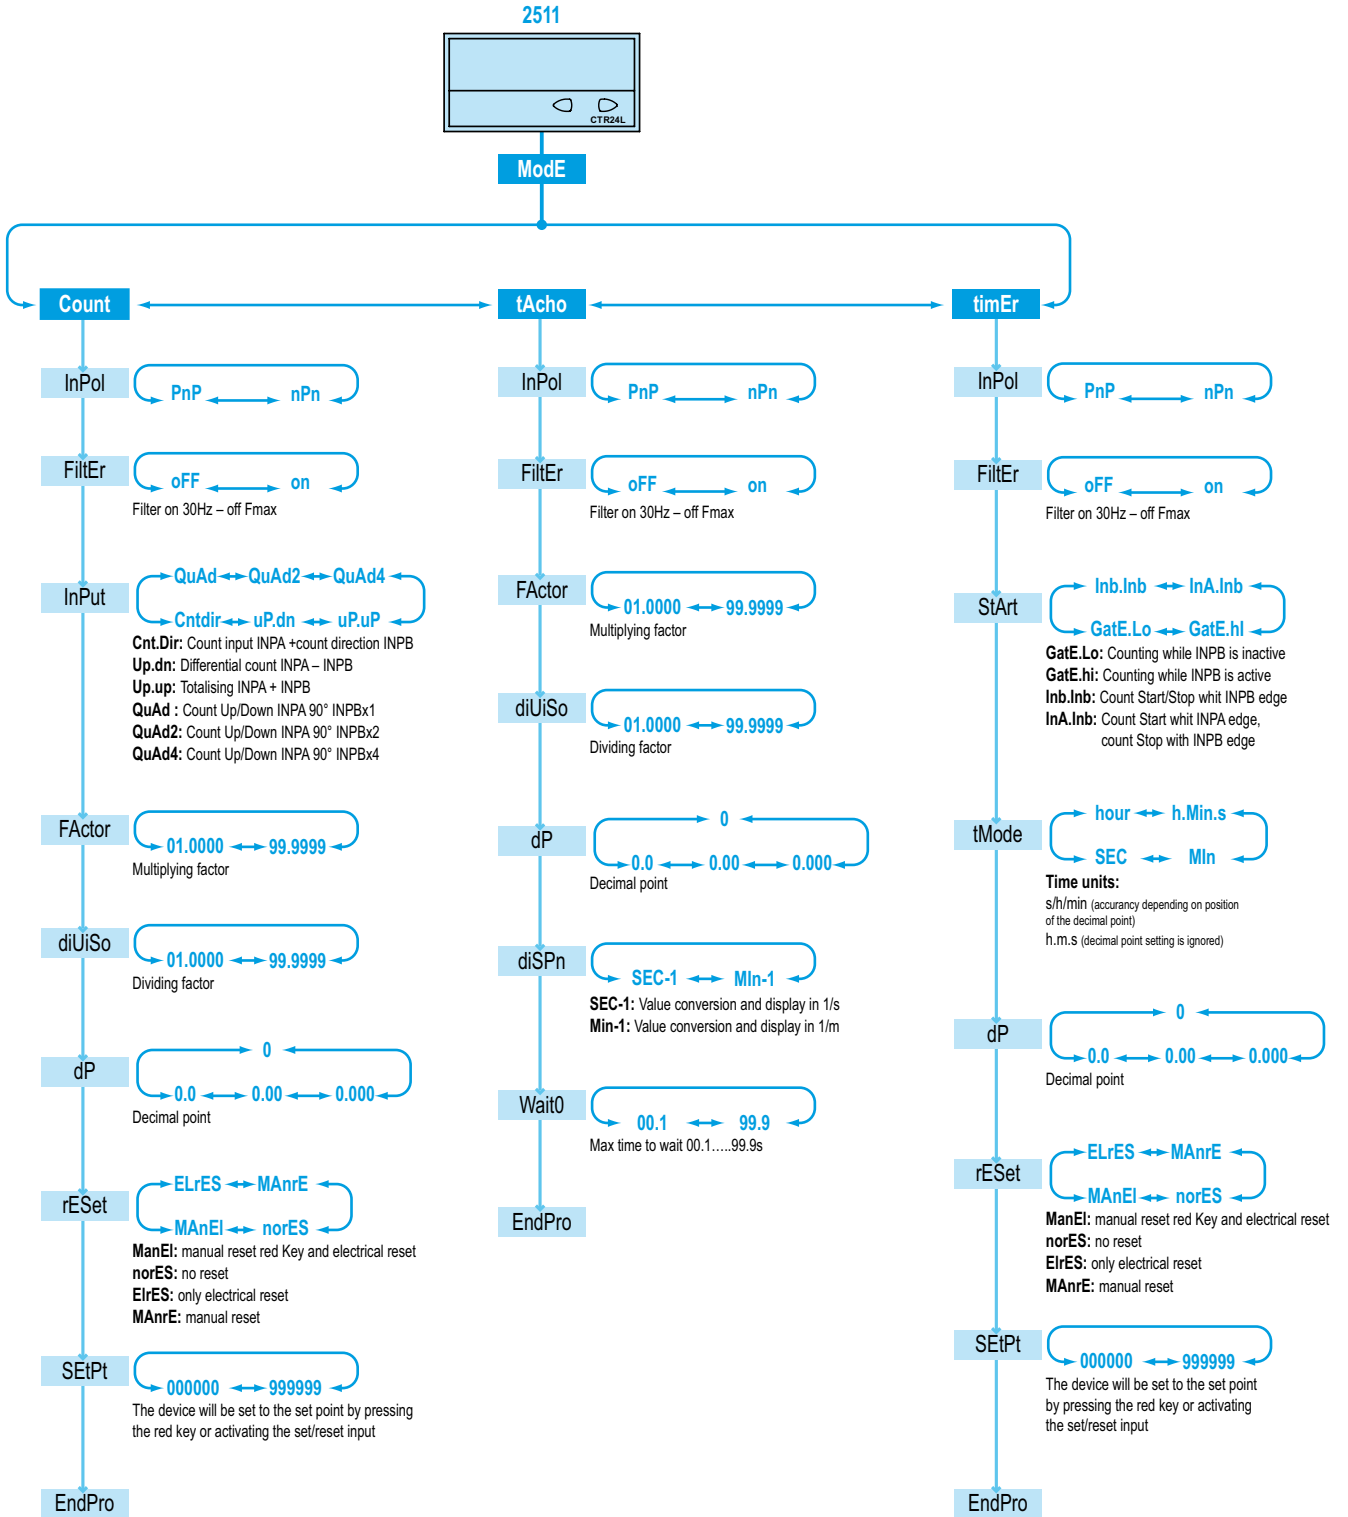 2511
CTR24L
ModE
Count
tAcho
timEr
InPol
PnP nPn
FiltEr
oFF on
Filter on 30Hz – off Fmax
InPut
QuAd QuAd2 QuAd4
Cntdir uP.dn uP.uP
Cnt.Dir: Count input INPA +count direction INPB
Up.dn: Differential count INPA – INPB
Up.up: Totalising INPA + INPB
QuAd : Count Up/Down INPA 90° INPBx1
QuAd2: Count Up/Down INPA 90° INPBx2
QuAd4: Count Up/Down INPA 90° INPBx4
FActor
01.0000 99.9999
Multiplying factor
diUiSo
01.0000 99.9999
Dividing factor
dP
0
0.0 0.00 0.000
Decimal point
rESet
ELrES MAnrE
MAnEl norES
ManEl: manual reset red Key and electrical reset
norES: no reset
ElrES: only electrical reset
MAnrE: manual reset
SEtPt
000000 999999
The device will be set to the set point by pressing
the red key or activating the set/reset input
EndPro
InPol
PnP nPn
FiltEr
oFF on
Filter on 30Hz – off Fmax
FActor
01.0000 99.9999
Multiplying factor
diUiSo
01.0000 99.9999
Dividing factor
dP
0
0.0 0.00 0.000
Decimal point
diSPn
SEC-1 MIn-1
SEC-1: Value conversion and display in 1/s
Min-1: Value conversion and display in 1/m
Wait0
00.1 99.9
Max time to wait 00.1…..99.9s
EndPro
InPol
PnP nPn
FiltEr
oFF on
Filter on 30Hz – off Fmax
StArt
Inb.Inb InA.Inb
GatE.Lo GatE.hI
GatE.Lo: Counting while INPB is inactive
GatE.hi: Counting while INPB is active
Inb.Inb: Count Start/Stop whit INPB edge
InA.Inb: Count Start whit INPA edge,
count Stop with INPB edge
tMode
hour h.Min.s
SEC MIn
Time units:
s/h/min (accurancy depending on position
of the decimal point)
h.m.s (decimal point setting is ignored)
dP
0
0.0 0.00 0.000
Decimal point
rESet
ELrES MAnrE
MAnEl norES
ManEl: manual reset red Key and electrical reset
norES: no reset
ElrES: only electrical reset
MAnrE: manual reset
SEtPt
000000 999999
The device will be set to the set point
by pressing the red key or activating
the set/reset input
EndPro